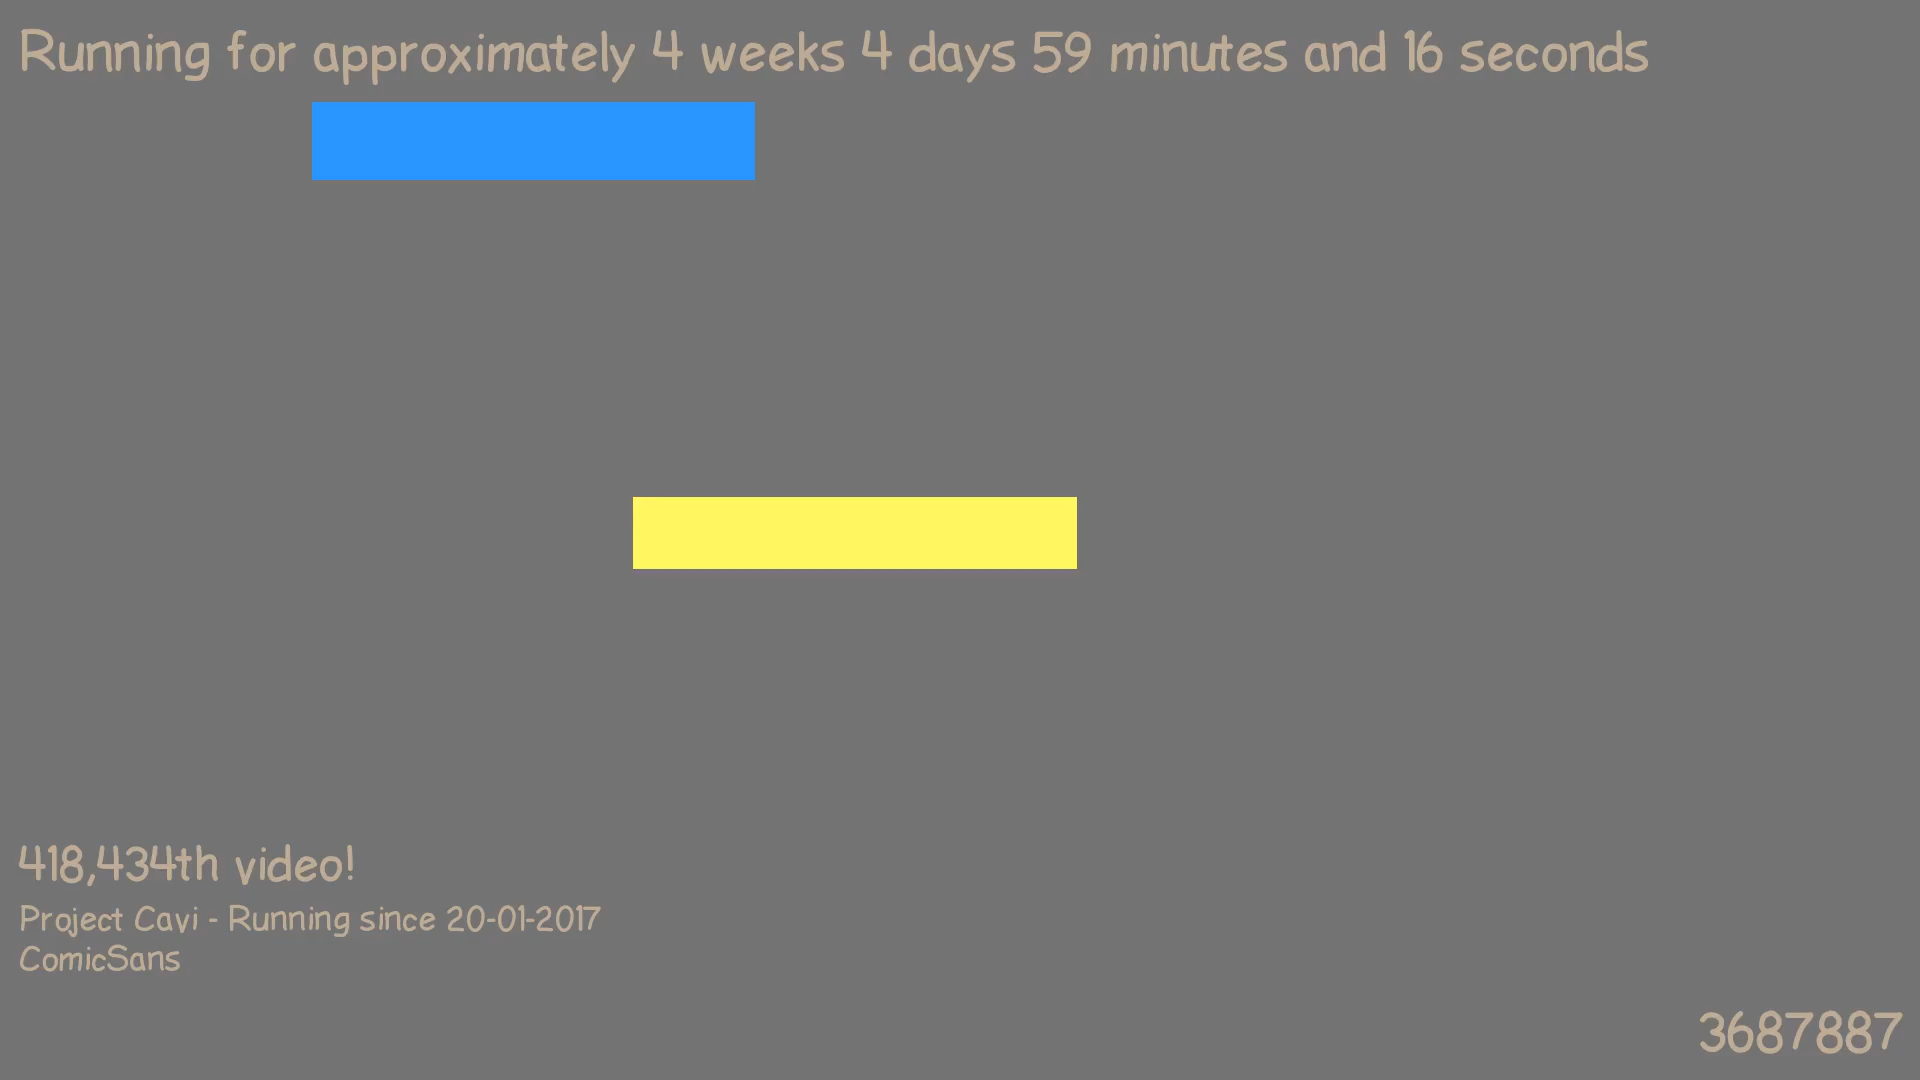 Running for approximately 4 weeks 4 days 59 minutes and 16 seconds
418,434th video!
Project Cavi - Running since 20-01-2017
ComicSans
3687887